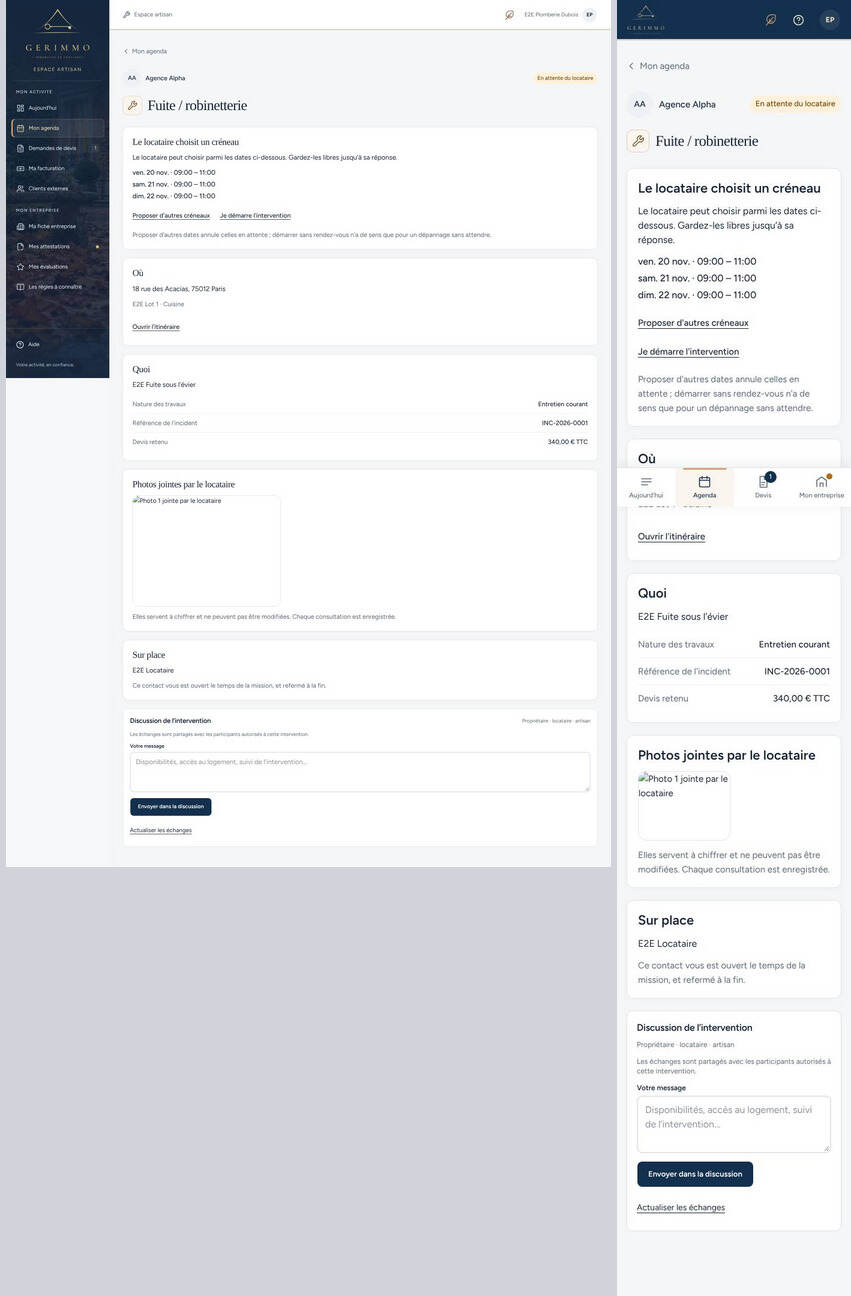 GERIMMO
ESPACE ARTISAN
MON ACTIVITÉ
Aujourd'hui
Mon agenda
Demandes de devis 1
Ma facturation
Clients externes
MON ENTREPRISE
Ma fiche entreprise
Mes attestations
Mes évaluations
Les règles à connaître
Aide
Votre activité, en confiance.
Espace artisan
E2E Plomberie Dubois EP
Mon agenda
AA Agence Alpha
En attente du locataire
Fuite / robinetterie
Le locataire choisit un créneau
Le locataire peut choisir parmi les dates ci-dessous. Gardez-les libres jusqu'à sa réponse.
ven. 20 nov. · 09:00 – 11:00
sam. 21 nov. · 09:00 – 11:00
dim. 22 nov. · 09:00 – 11:00
Proposer d'autres créneaux Je démarre l'intervention
Proposer d'autres dates annule celles en attente ; démarrer sans rendez-vous n'a de sens que pour un dépannage sans attendre.
Où
18 rue des Acacias, 75012 Paris
E2E Lot 1 · Cuisine
Ouvrir l'itinéraire
Quoi
E2E Fuite sous l'évier
Nature des travaux Entretien courant
Référence de l'incident INC-2026-0001
Devis retenu 340,00 € TTC
Photos jointes par le locataire
Photo 1 jointe par le locataire
Elles servent à chiffrer et ne peuvent pas être modifiées. Chaque consultation est enregistrée.
Sur place
E2E Locataire
Ce contact vous est ouvert le temps de la mission, et refermé à la fin.
Discussion de l'intervention
Propriétaire · locataire · artisan
Les échanges sont partagés avec les participants autorisés à cette intervention.
Votre message
Disponibilités, accès au logement, suivi de l'intervention…
Envoyer dans la discussion
Actualiser les échanges
GERIMMO
EP
Mon agenda
AA Agence Alpha
En attente du locataire
Fuite / robinetterie
Le locataire choisit un créneau
Le locataire peut choisir parmi les dates ci-
dessous. Gardez-les libres jusqu'à sa
réponse.
ven. 20 nov. · 09:00 – 11:00
sam. 21 nov. · 09:00 – 11:00
dim. 22 nov. · 09:00 – 11:00
Proposer d'autres créneaux
Je démarre l'intervention
Proposer d'autres dates annule celles en
attente ; démarrer sans rendez-vous n'a de
sens que pour un dépannage sans attendre.
Où
1
Aujourd'hui Agenda Devis Mon entreprise
Ouvrir l'itinéraire
Quoi
E2E Fuite sous l'évier
Nature des travaux Entretien courant
Référence de l'incident INC-2026-0001
Devis retenu 340,00 € TTC
Photos jointes par le locataire
Photo 1 jointe par le
locataire
Elles servent à chiffrer et ne peuvent pas être
modifiées. Chaque consultation est enregistrée.
Sur place
E2E Locataire
Ce contact vous est ouvert le temps de la
mission, et refermé à la fin.
Discussion de l'intervention
Propriétaire · locataire · artisan
Les échanges sont partagés avec les participants autorisés à
cette intervention.
Votre message
Disponibilités, accès au logement, suivi
de l'intervention…
Envoyer dans la discussion
Actualiser les échanges